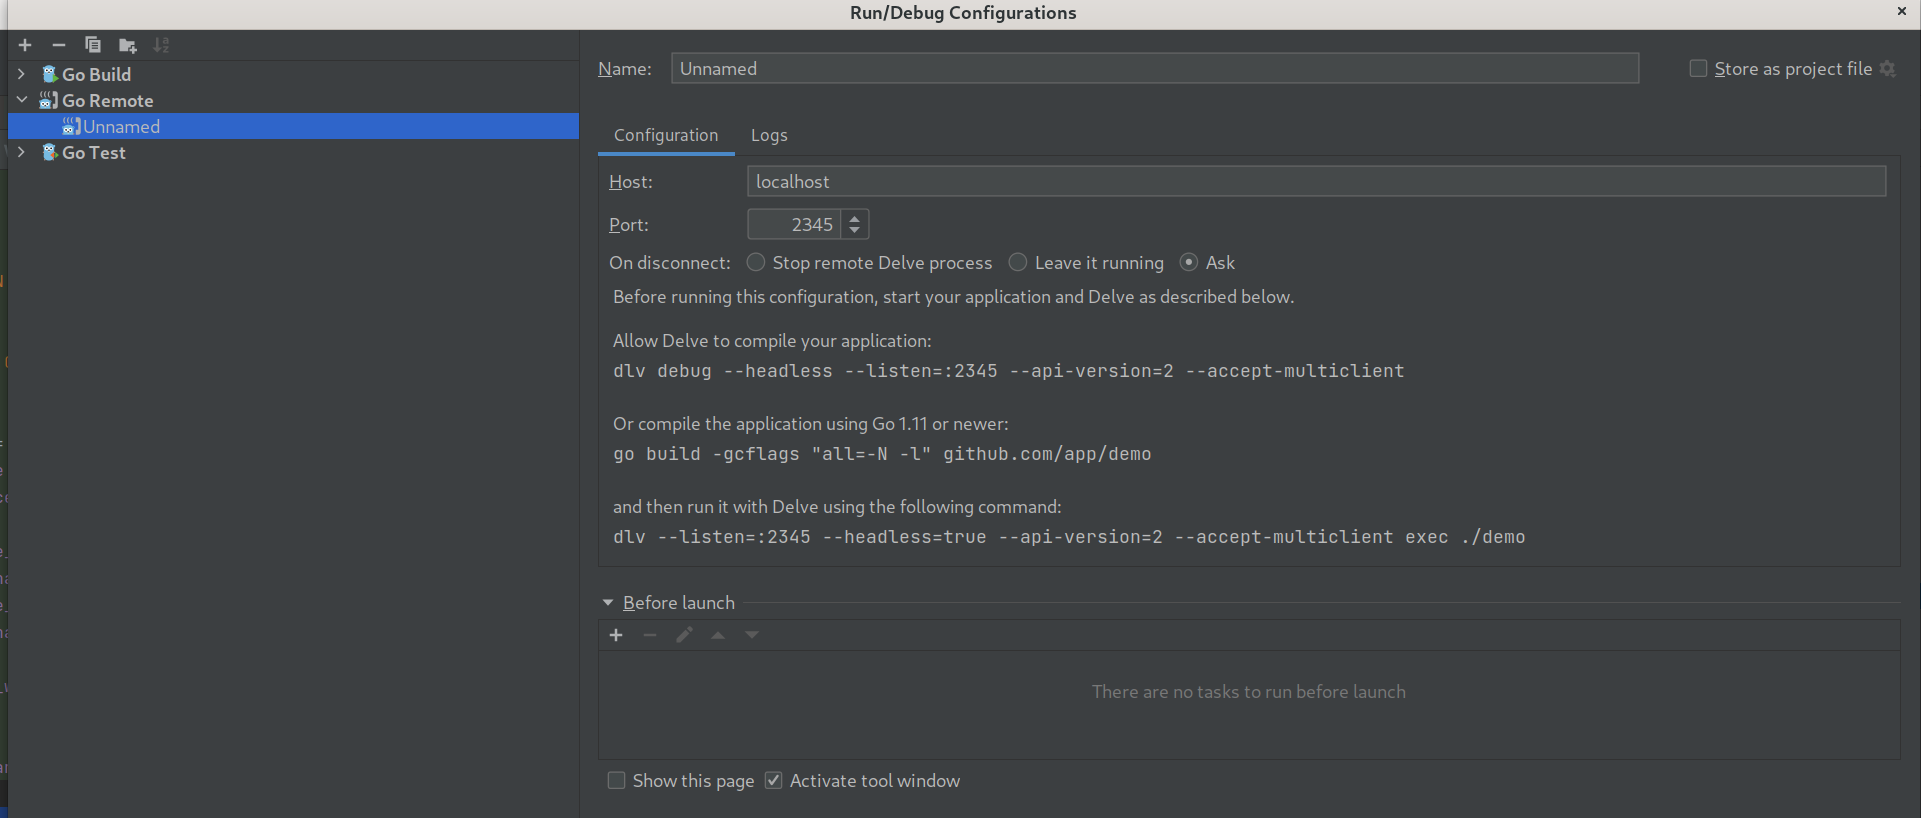 Run/Debug Configurations
Go Build
Go Remote
Unnamed
Go Test
Name: Unnamed
Store as project file
Configuration Logs
Host: localhost
Port: 2345
On disconnect: Stop remote Delve process Leave it running Ask
Before running this configuration, start your application and Delve as described below.
Allow Delve to compile your application:
dlv debug --headless --listen=:2345 --api-version=2 --accept-multiclient
Or compile the application using Go 1.11 or newer:
go build -gcflags "all=-N -l" github.com/app/demo
and then run it with Delve using the following command:
dlv --listen=:2345 --headless=true --api-version=2 --accept-multiclient exec ./demo
Before launch
There are no tasks to run before launch
Show this page Activate tool window